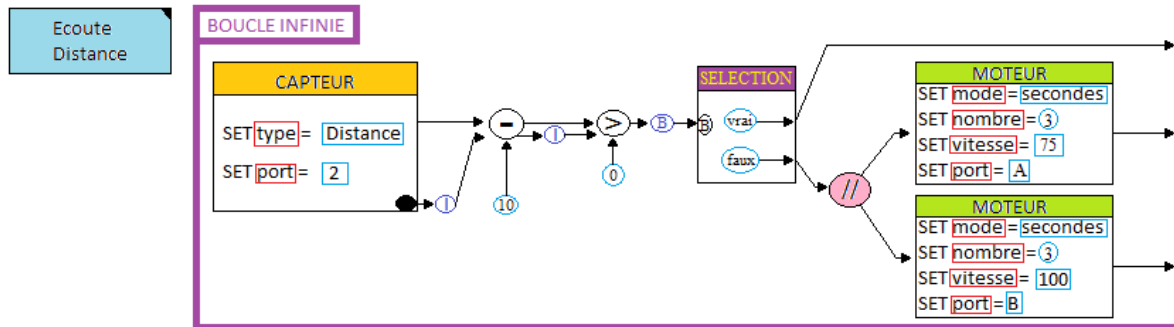 Ecoute
Distance
BOUCLE INFINIE
CAPTEUR
SET type = Distance
SET port = 2
I
-
10
I
>
0
B
SELECTION
B
vrai
faux
//
MOTEUR
SET mode = secondes
SET nombre = 3
SET vitesse = 75
SET port = A
MOTEUR
SET mode = secondes
SET nombre = 3
SET vitesse = 100
SET port = B